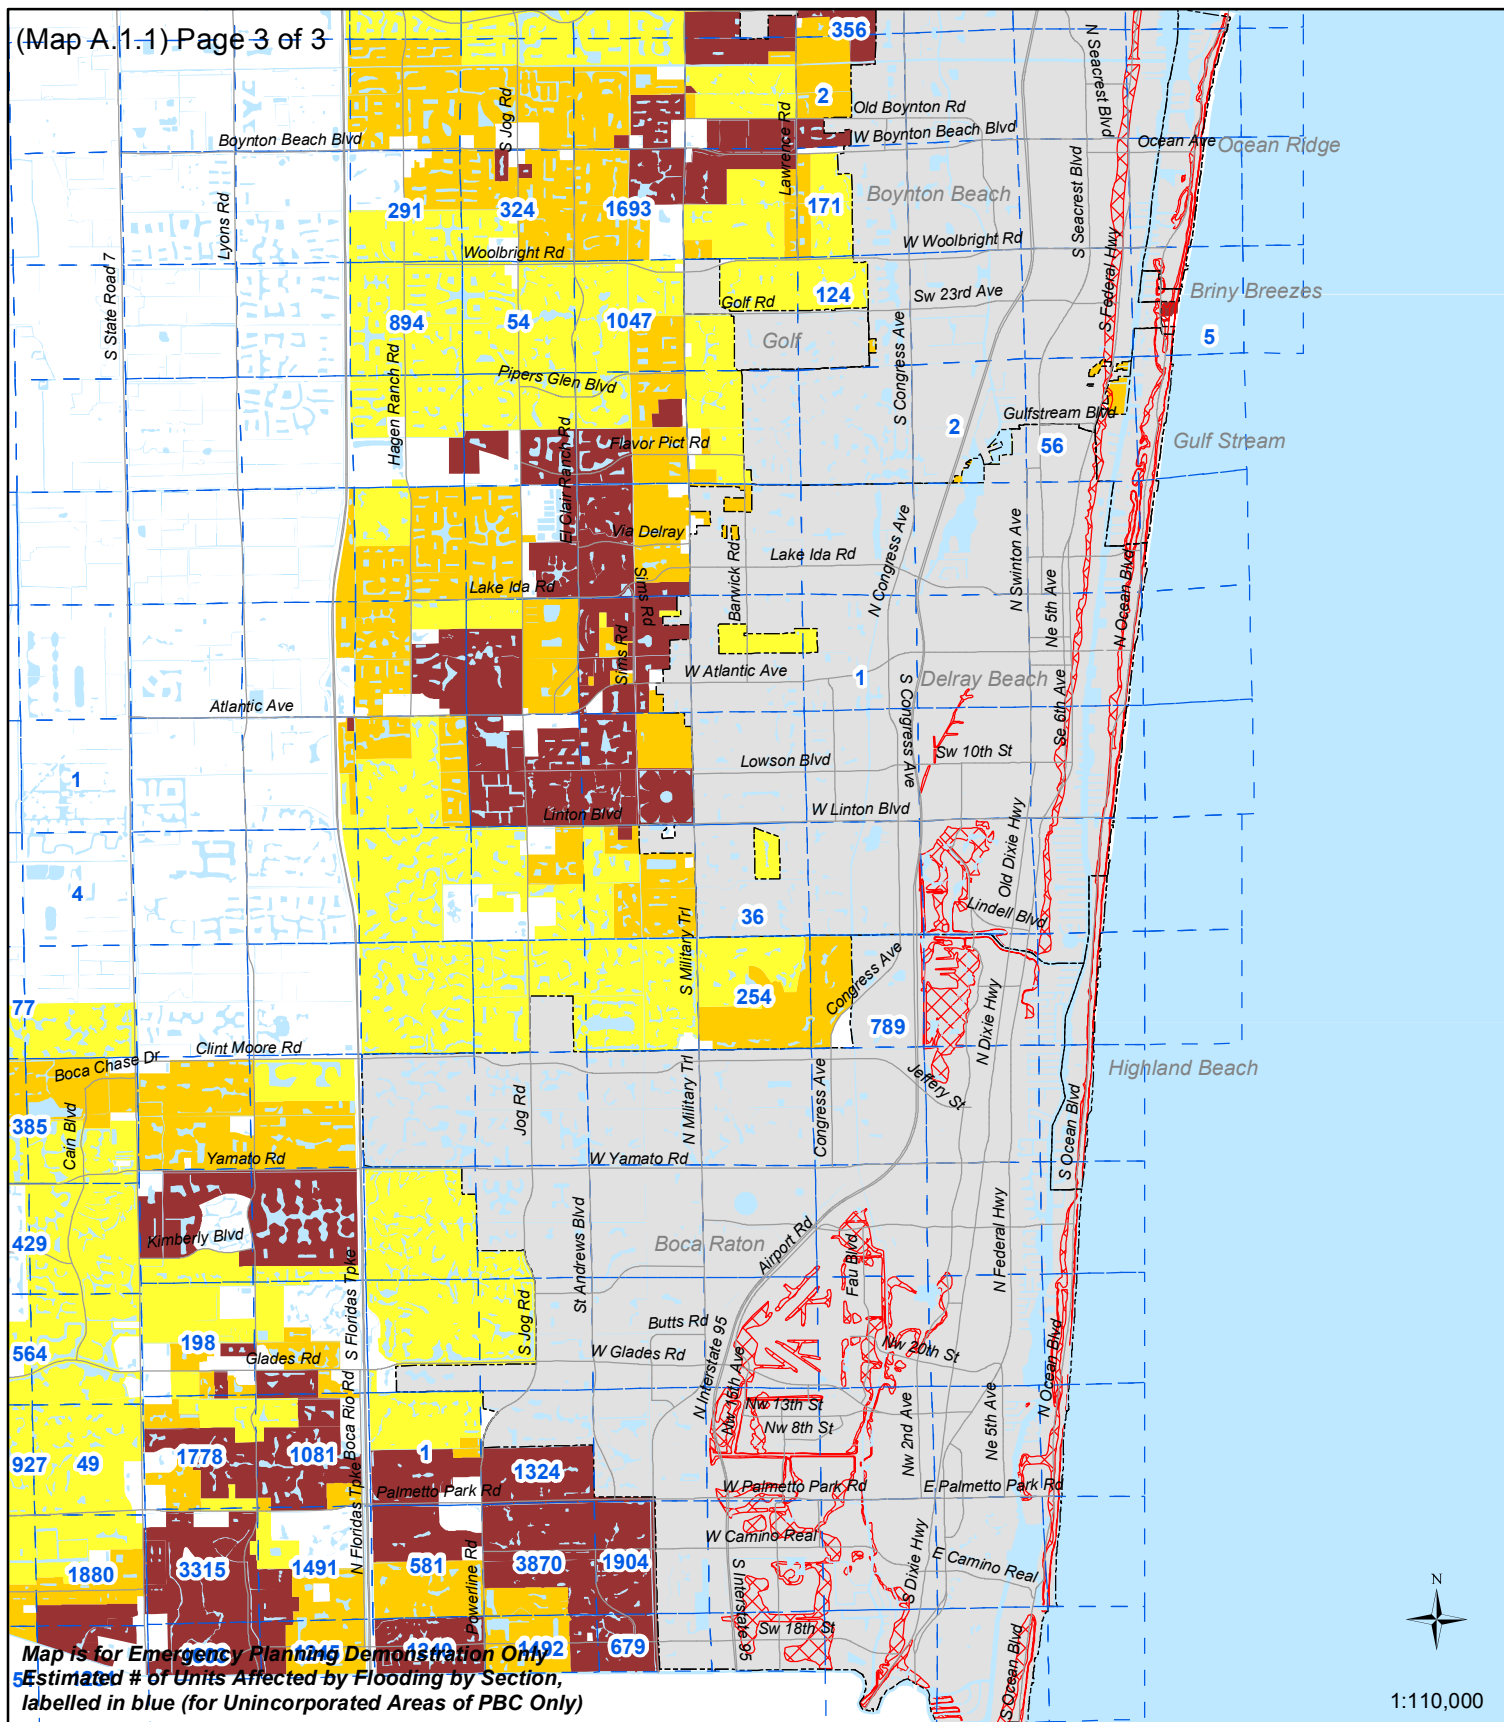 (Map A.1.1) Page 3 of 3
356
N Seacrest Blvd
S Jog Rd
2
Old Boynton Rd
Lawrence Rd
W Boynton Beach Blvd
Boynton Beach Blvd
Ocean Ave
Ocean Ridge
Lyons Rd
291
324
1693
171
Boynton Beach
S Seacrest Blvd
Woolbright Rd
W Woolbright Rd
S Federal Hwy
S State Road 7
124
Golf Rd
Sw 23rd Ave
Briny Breezes
894
54
1047
Golf
5
S Congress Ave
Hagen Ranch Rd
Pipers Glen Blvd
El Clair Ranch Rd
Flavor Pict Rd
2
Gulfstream Blvd
56
Gulf Stream
Via Delray
Barwick Rd
Lake Ida Rd
N Congress Ave
N Swinton Ave
Ne 5th Ave
N Ocean Blvd
Lake Ida Rd
Sims Rd
Sims Rd
W Atlantic Ave
1
Delray Beach
S Congress Ave
Se 6th Ave
Atlantic Ave
Sw 10th St
Lowson Blvd
1
Linton Blvd
W Linton Blvd
Old Dixie Hwy
4
36
Lindell Blvd
S Military Trl
Congress Ave
77
254
789
N Dixie Hwy
Clint Moore Rd
Boca Chase Dr
Highland Beach
Jog Rd
N Military Trl
Congress Ave
Jeffery St
385
Cain Blvd
S Ocean Blvd
Yamato Rd
W Yamato Rd
429
Kimberly Blvd
St Andrews Blvd
Boca Raton
Airport Rd
Fau Blvd
N Federal Hwy
S Floridas Tpke
S Jog Rd
198
564
Glades Rd
Butts Rd
W Glades Rd
N Interstate 95
Nw 15th Ave
Nw 20th St
N Ocean Blvd
Boca Rio Rd
Nw 13th St
Nw 8th St
Nw 2nd Ave
Ne 5th Ave
927
49
1778
1081
1
1324
Palmetto Park Rd
W Palmetto Park Rd
E Palmetto Park Rd
N Floridas Tpke
W Camino Real
E Camino Real
1880
3315
1491
581
3870
1904
Powerline Rd
S Interstate 95
S Dixie Hwy
N
Sw 18th St
1492
679
S Ocean Blvd
Map is for Emergency Planning Demonstration Only
Estimated # of Units Affected by Flooding by Section,
labelled in blue (for Unincorporated Areas of PBC Only)
1:110,000